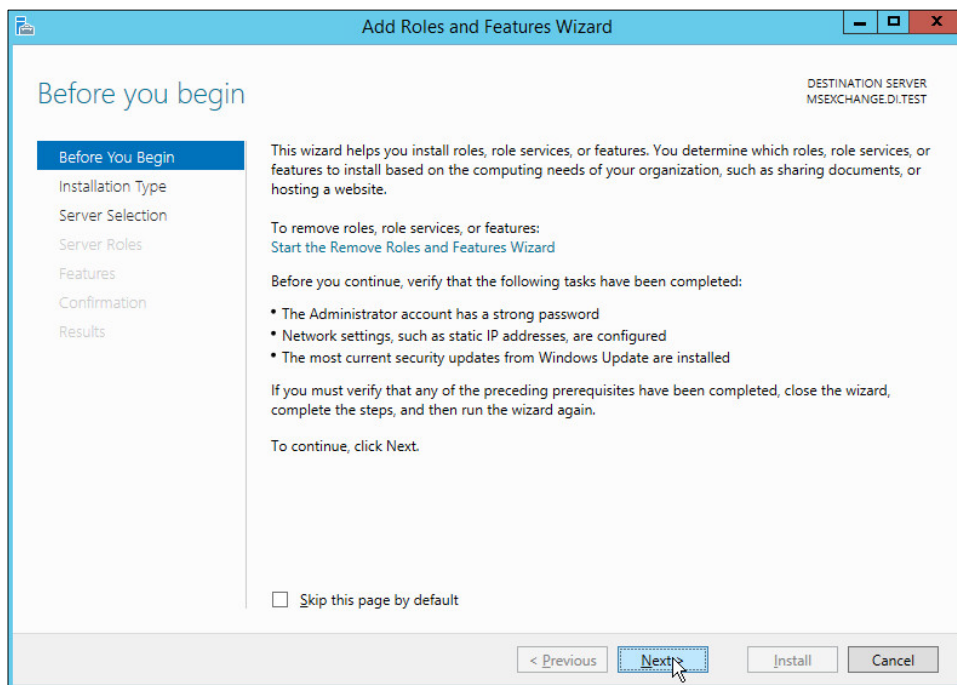 Add Roles and Features Wizard
Before you begin
DESTINATION SERVER
MSEXCHANGE.DI.TEST
Before You Begin
Installation Type
Server Selection
Server Roles
Features
Confirmation
Results
This wizard helps you install roles, role services, or features. You determine which roles, role services, or
features to install based on the computing needs of your organization, such as sharing documents, or
hosting a website.
To remove roles, role services, or features:
Start the Remove Roles and Features Wizard
Before you continue, verify that the following tasks have been completed:
• The Administrator account has a strong password
• Network settings, such as static IP addresses, are configured
• The most current security updates from Windows Update are installed
If you must verify that any of the preceding prerequisites have been completed, close the wizard,
complete the steps, and then run the wizard again.
To continue, click Next.
Skip this page by default
< Previous
Next >
Install
Cancel